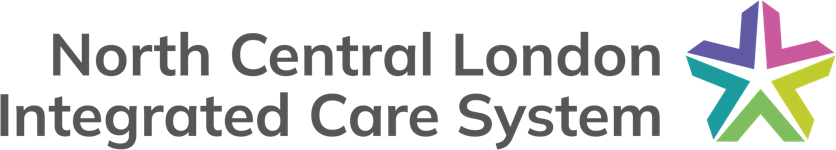 North Central London
Integrated Care System